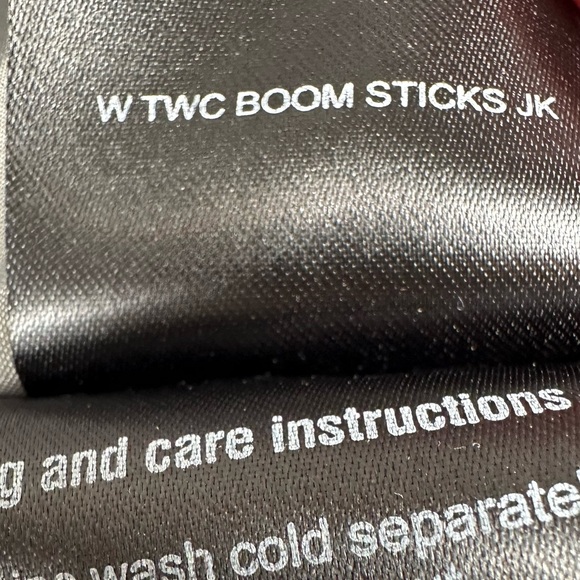 W TWC BOOM STICKS JK
g and care instructions
wash cold separate